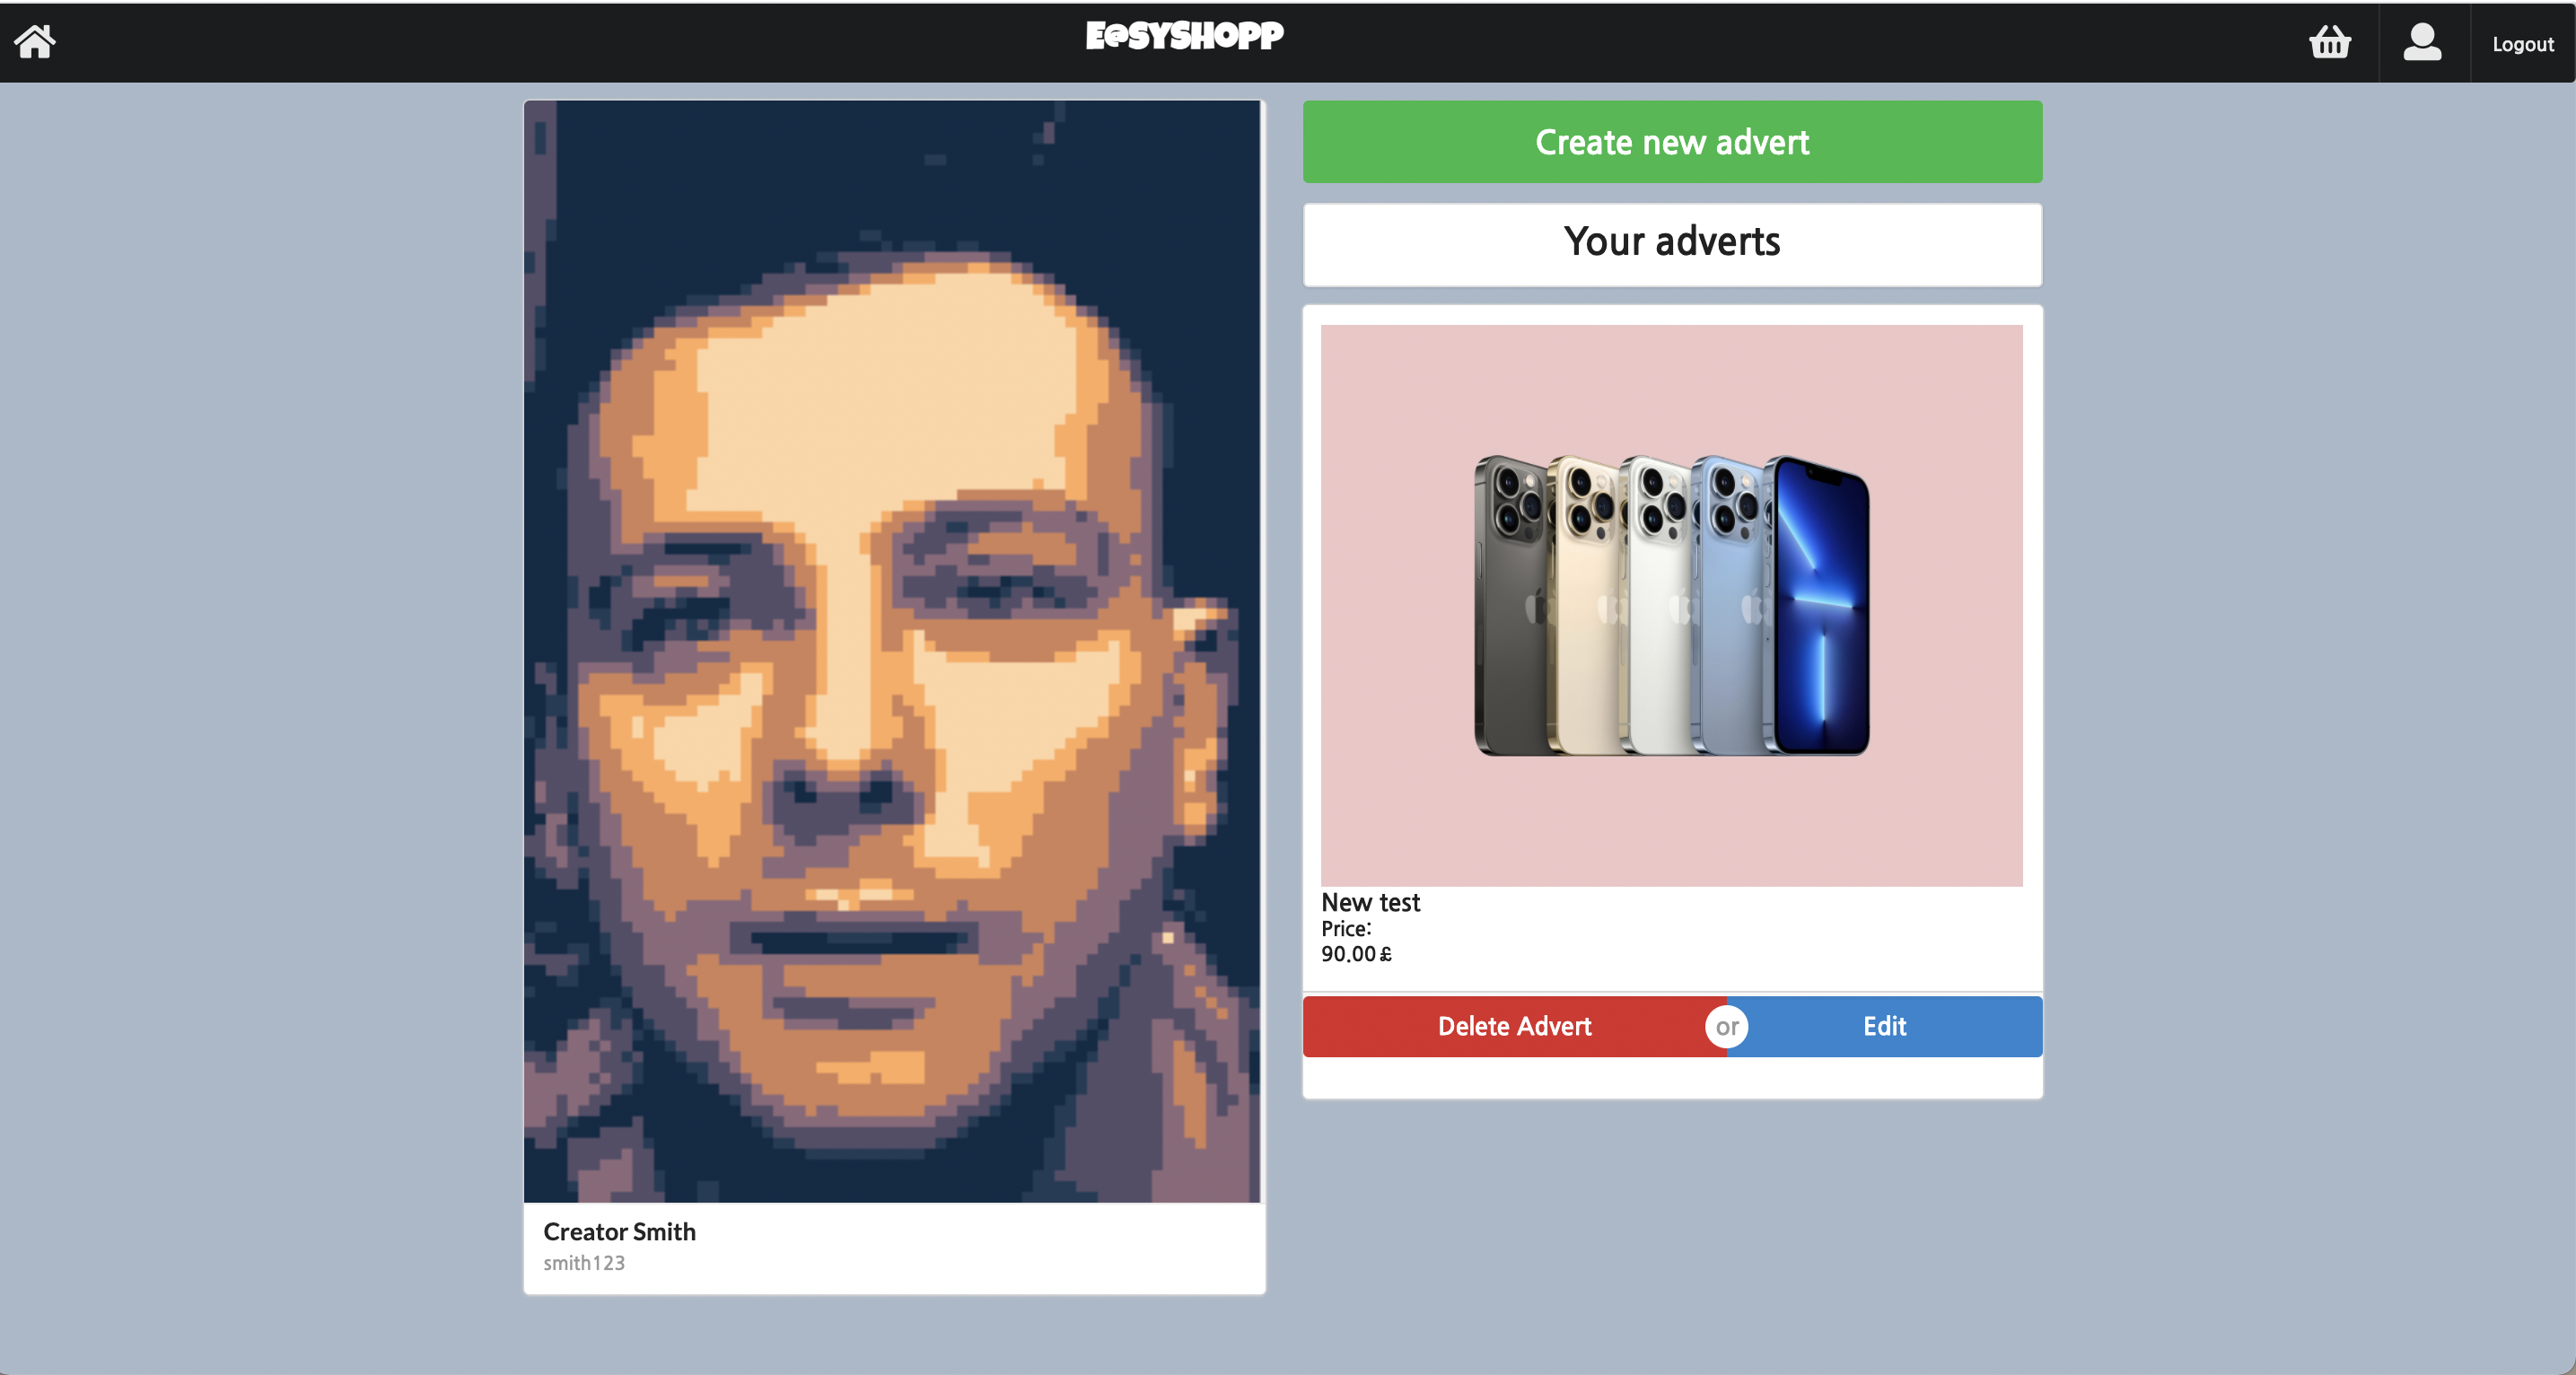 E@SYSHOPP
Logout
Create new advert
Your adverts
New test
Price:
90.00£
Delete Advert
or
Edit
Creator Smith
smith123